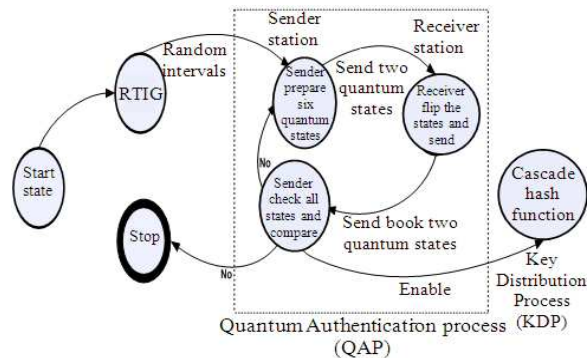 Sender
station
Receiver
station
Random
intervals
RTIG
Sender
prepare
six
quantum
states
Send two
quantum
states
Receiver
flip the
states and
send
Start
state
No
Sender
check all
states and
compare
Cascade
hash
function
Stop
Send book two
quantum states
No
Enable
Key
Distribution
Process
(KDP)
Quantum Authentication process
(QAP)